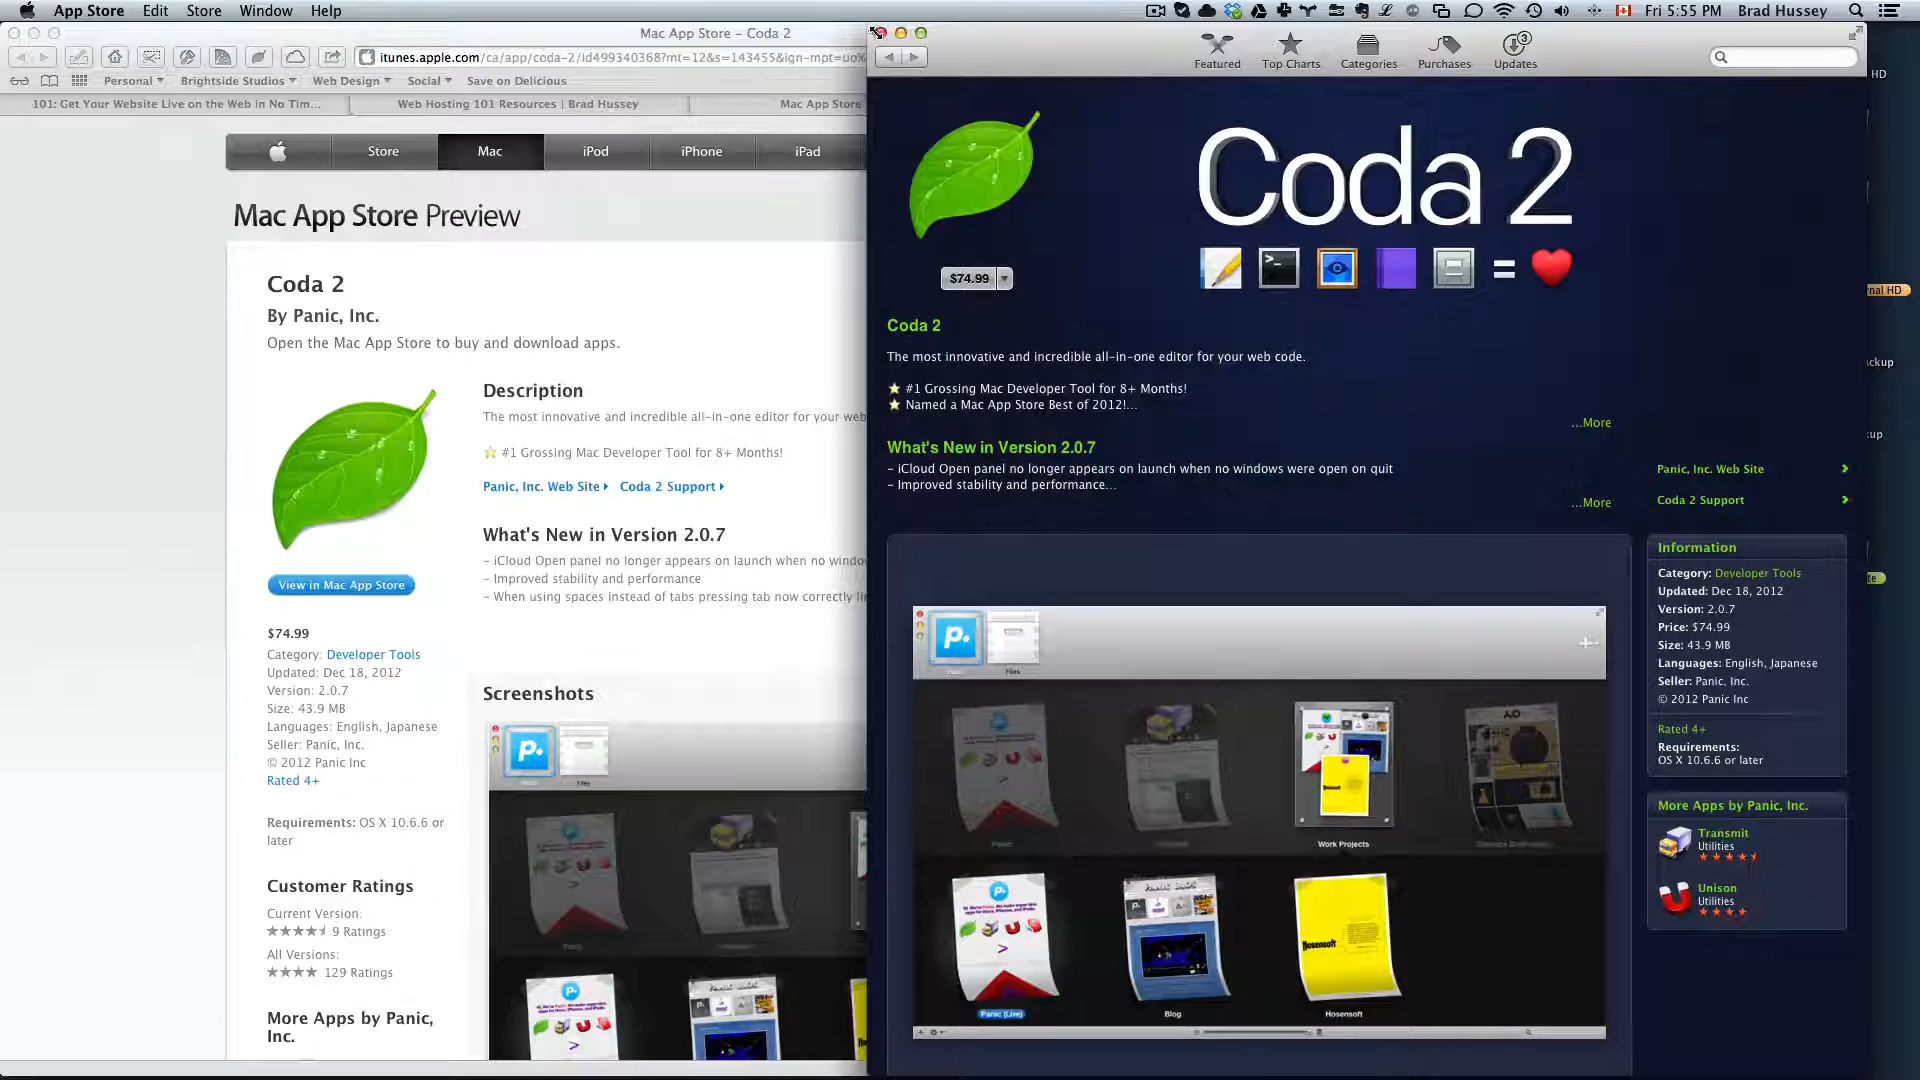 App Store Edit Store Window Help
Fri 5:55 PM Brad Hussey
Mac App Store – Coda 2
itunes.apple.com/ca/app/coda-2/id499340368?mt=12&s=143455&ign-mpt=uo%
Personal Brightside Studios Web Design Social Save on Delicious
101: Get Your Website Live on the Web in No Tim...
Web Hosting 101 Resources | Brad Hussey
Mac App Store
Store Mac iPod iPhone iPad
Mac App Store Preview
Coda 2
By Panic, Inc.
Open the Mac App Store to buy and download apps.
Description
The most innovative and incredible all-in-one editor for your web
#1 Grossing Mac Developer Tool for 8+ Months!
Panic, Inc. Web Site Coda 2 Support
What's New in Version 2.0.7
- iCloud Open panel no longer appears on launch when no window
- Improved stability and performance
- When using spaces instead of tabs pressing tab now correctly
View in Mac App Store
$74.99
Category: Developer Tools
Updated: Dec 18, 2012
Version: 2.0.7
Size: 43.9 MB
Languages: English, Japanese
Seller: Panic, Inc.
© 2012 Panic Inc
Rated 4+
Requirements: OS X 10.6.6 or
later
Customer Ratings
Current Version:
9 Ratings
All Versions:
129 Ratings
More Apps by Panic,
Inc.
Screenshots
Files
Featured Top Charts Categories Purchases Updates
3
Coda 2
$74.99
Coda 2
The most innovative and incredible all-in-one editor for your web code.
#1 Grossing Mac Developer Tool for 8+ Months!
Named a Mac App Store Best of 2012!...
...More
What's New in Version 2.0.7
- iCloud Open panel no longer appears on launch when no windows were open on quit
- Improved stability and performance...
...More
Panic, Inc. Web Site
Coda 2 Support
Information
Category: Developer Tools
Updated: Dec 18, 2012
Version: 2.0.7
Price: $74.99
Size: 43.9 MB
Languages: English, Japanese
Seller: Panic, Inc.
© 2012 Panic Inc
Rated 4+
Requirements:
OS X 10.6.6 or later
More Apps by Panic, Inc.
Transmit
Utilities
Unison
Utilities
Files
Work Projects
Panic (Live)
Blog
Hosensoft
HD
nal HD
ckup